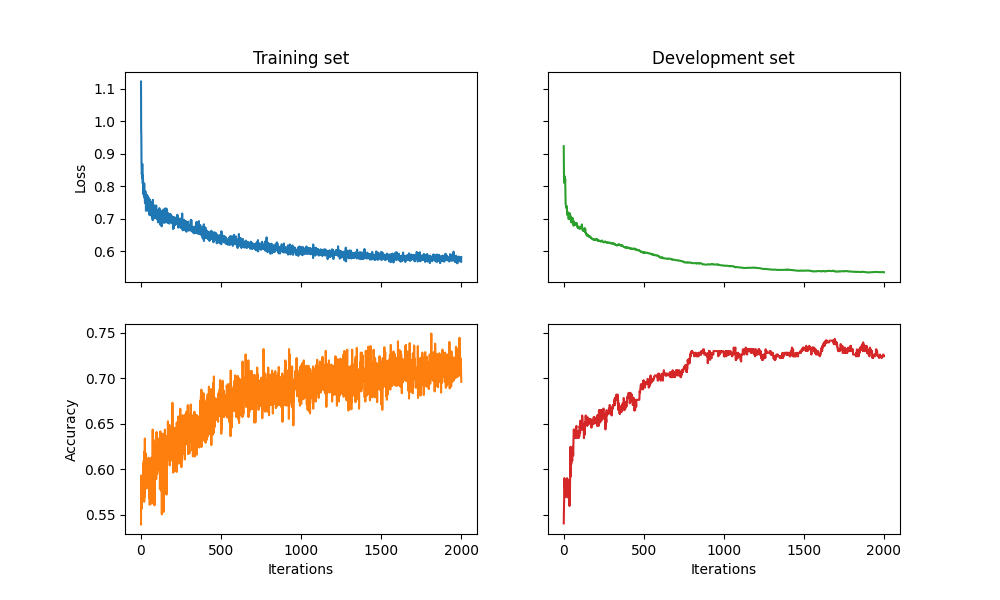 Training set
Development set
1.1
1.0
0.9
0.8
0.7
0.6
Loss
0.75
0.70
0.65
0.60
0.55
Accuracy
0 500 1000 1500 2000
Iterations
0 500 1000 1500 2000
Iterations